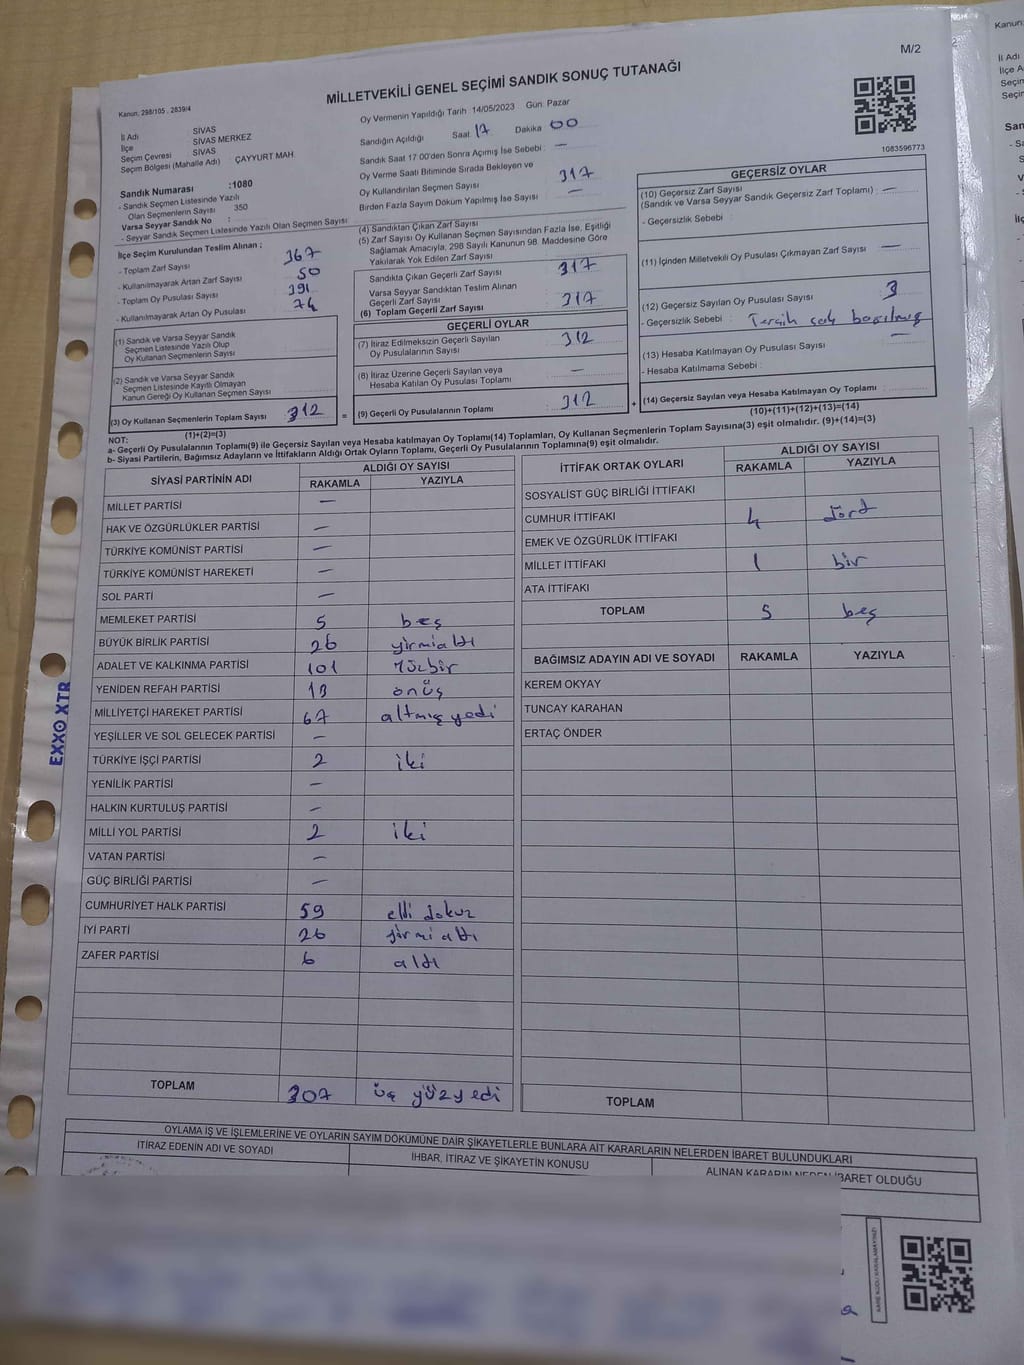 M/2
MİLLETVEKİLİ GENEL SEÇİMİ SANDIK SONUÇ TUTANAĞI
Kanun, 298/105 , 2839/4
İl Adı : SİVAS
İlçe : SİVAS MERKEZ
Seçim Çevresi : SİVAS
Seçim Bölgesi (Mahalle Adı) : ÇAYYURT MAH
Sandık Numarası :1080
- Sandık Seçmen Listesinde Yazılı
Olan Seçmenlerin Sayısı 350
Varsa Seyyar Sandık No :
- Seyyar Sandık Seçmen Listesinde Yazılı Olan Seçmen Sayısı
İlçe Seçim Kurulundan Teslim Alınan ;
- Toplam Zarf Sayısı 367
- Kullanılmayarak Artan Zarf Sayısı 50
- Toplam Oy Pusulası Sayısı 391
- Kullanılmayarak Artan Oy Pusulası 74
(1) Sandık ve Varsa Seyyar Sandık
Seçmen Listesinde Yazılı Olup
Oy Kullanan Seçmenlerin Sayısı
(2) Sandık ve Varsa Seyyar Sandık
Seçmen Listesinde Kayıtlı Olmayan
Kanun Gereği Oy Kullanan Seçmen Sayısı
(3) Oy Kullanan Seçmenlerin Toplam Sayısı 312 =
(1)+(2)=(3)
Oy Vermenin Yapıldığı Tarih 14/05/2023 Gün: Pazar
Sandığın Açıldığı Saat 17 Dakika 00
Sandık Saat 17:00'den Sonra Açımış İse Sebebi : —
Oy Verme Saati Bitiminde Sırada Bekleyen ve
Oy Kullandırılan Seçmen Sayısı 317
Birden Fazla Sayım Döküm Yapılmış İse Sayısı —
(4) Sandıktan Çıkan Zarf Sayısı
(5) Zarf Sayısı Oy Kullanan Seçmen Sayısından Fazla İse, Eşitliği
Sağlamak Amacıyla, 298 Sayılı Kanunun 98. Maddesine Göre
Yakılarak Yok Edilen Zarf Sayısı
Sandıkta Çıkan Geçerli Zarf Sayısı 317
Varsa Seyyar Sandıktan Teslim Alınan
Geçerli Zarf Sayısı
(6) Toplam Geçerli Zarf Sayısı 317
GEÇERLİ OYLAR
(7) İtiraz Edilmeksizin Geçerli Sayılan
Oy Pusulalarının Sayısı 312
(8) İtiraz Üzerine Geçerli Sayılan veya
Hesaba Katılan Oy Pusulası Toplamı —
(9) Geçerli Oy Pusulalarının Toplamı 312 +
1083596773
GEÇERSİZ OYLAR
(10) Geçersiz Zarf Sayısı
(Sandık ve Varsa Seyyar Sandık Geçersiz Zarf Toplamı) : —
- Geçersizlik Sebebi :
(11) İçinden Milletvekili Oy Pusulası Çıkmayan Zarf Sayısı —
(12) Geçersiz Sayılan Oy Pusulası Sayısı 3
- Geçersizlik Sebebi : Tercih çok basılmış
(13) Hesaba Katılmayan Oy Pusulası Sayısı —
- Hesaba Katılmama Sebebi :
(14) Geçersiz Sayılan veya Hesaba Katılmayan Oy Toplamı :
(10)+(11)+(12)+(13)=(14)
NOT:
a- Geçerli Oy Pusulalarının Toplamı(9) ile Geçersiz Sayılan veya Hesaba katılmayan Oy Toplamı(14) Toplamları, Oy Kullanan Seçmenlerin Toplam Sayısına(3) eşit olmalıdır. (9)+(14)=(3)
b- Siyasi Partilerin, Bağımsız Adayların ve İttifakların Aldığı Ortak Oyların Toplamı, Geçerli Oy Pusulalarının Toplamına(9) eşit olmalıdır.
SİYASİ PARTİNİN ADI ALDIĞI OY SAYISI
RAKAMLA YAZIYLA
MİLLET PARTİSİ —
HAK VE ÖZGÜRLÜKLER PARTİSİ —
TÜRKİYE KOMÜNİST PARTİSİ —
TÜRKİYE KOMÜNİST HAREKETİ —
SOL PARTİ —
MEMLEKET PARTİSİ 5 beş
BÜYÜK BİRLİK PARTİSİ 26 yirmialtı
ADALET VE KALKINMA PARTİSİ 101 Yüzbir
YENİDEN REFAH PARTİSİ 13 onüç
MİLLİYETÇİ HAREKET PARTİSİ 67 altmış yedi
YEŞİLLER VE SOL GELECEK PARTİSİ —
TÜRKİYE İŞÇİ PARTİSİ 2 iki
YENİLİK PARTİSİ —
HALKIN KURTULUŞ PARTİSİ —
MİLLİ YOL PARTİSİ 2 iki
VATAN PARTİSİ —
GÜÇ BİRLİĞİ PARTİSİ —
CUMHURİYET HALK PARTİSİ 59 elli dokuz
İYİ PARTİ 26 yirmi altı
ZAFER PARTİSİ 6 altı
TOPLAM 307 üç yüzyedi
İTTİFAK ORTAK OYLARI ALDIĞI OY SAYISI
RAKAMLA YAZIYLA
SOSYALİST GÜÇ BİRLİĞİ İTTİFAKI
CUMHUR İTTİFAKI 4 dört
EMEK VE ÖZGÜRLÜK İTTİFAKI
MİLLET İTTİFAKI 1 bir
ATA İTTİFAKI
TOPLAM 5 beş
BAĞIMSIZ ADAYIN ADI VE SOYADI RAKAMLA YAZIYLA
KEREM OKYAY
TUNCAY KARAHAN
ERTAÇ ÖNDER
TOPLAM
OYLAMA İŞ VE İŞLEMLERİNE VE OYLARIN SAYIM DÖKÜMÜNE DAİR ŞİKAYETLERLE BUNLARA AİT KARARLARIN NELERDEN İBARET BULUNDUKLARI
İTİRAZ EDENİN ADI VE SOYADI İHBAR, İTİRAZ VE ŞİKAYETİN KONUSU ALINAN KARARIN NEDEN İBARET OLDUĞU
KARE KODU KARALAMAYINIZ!
EXXO XTR
Kanun:
İl Adı
İlçe A
Seçim